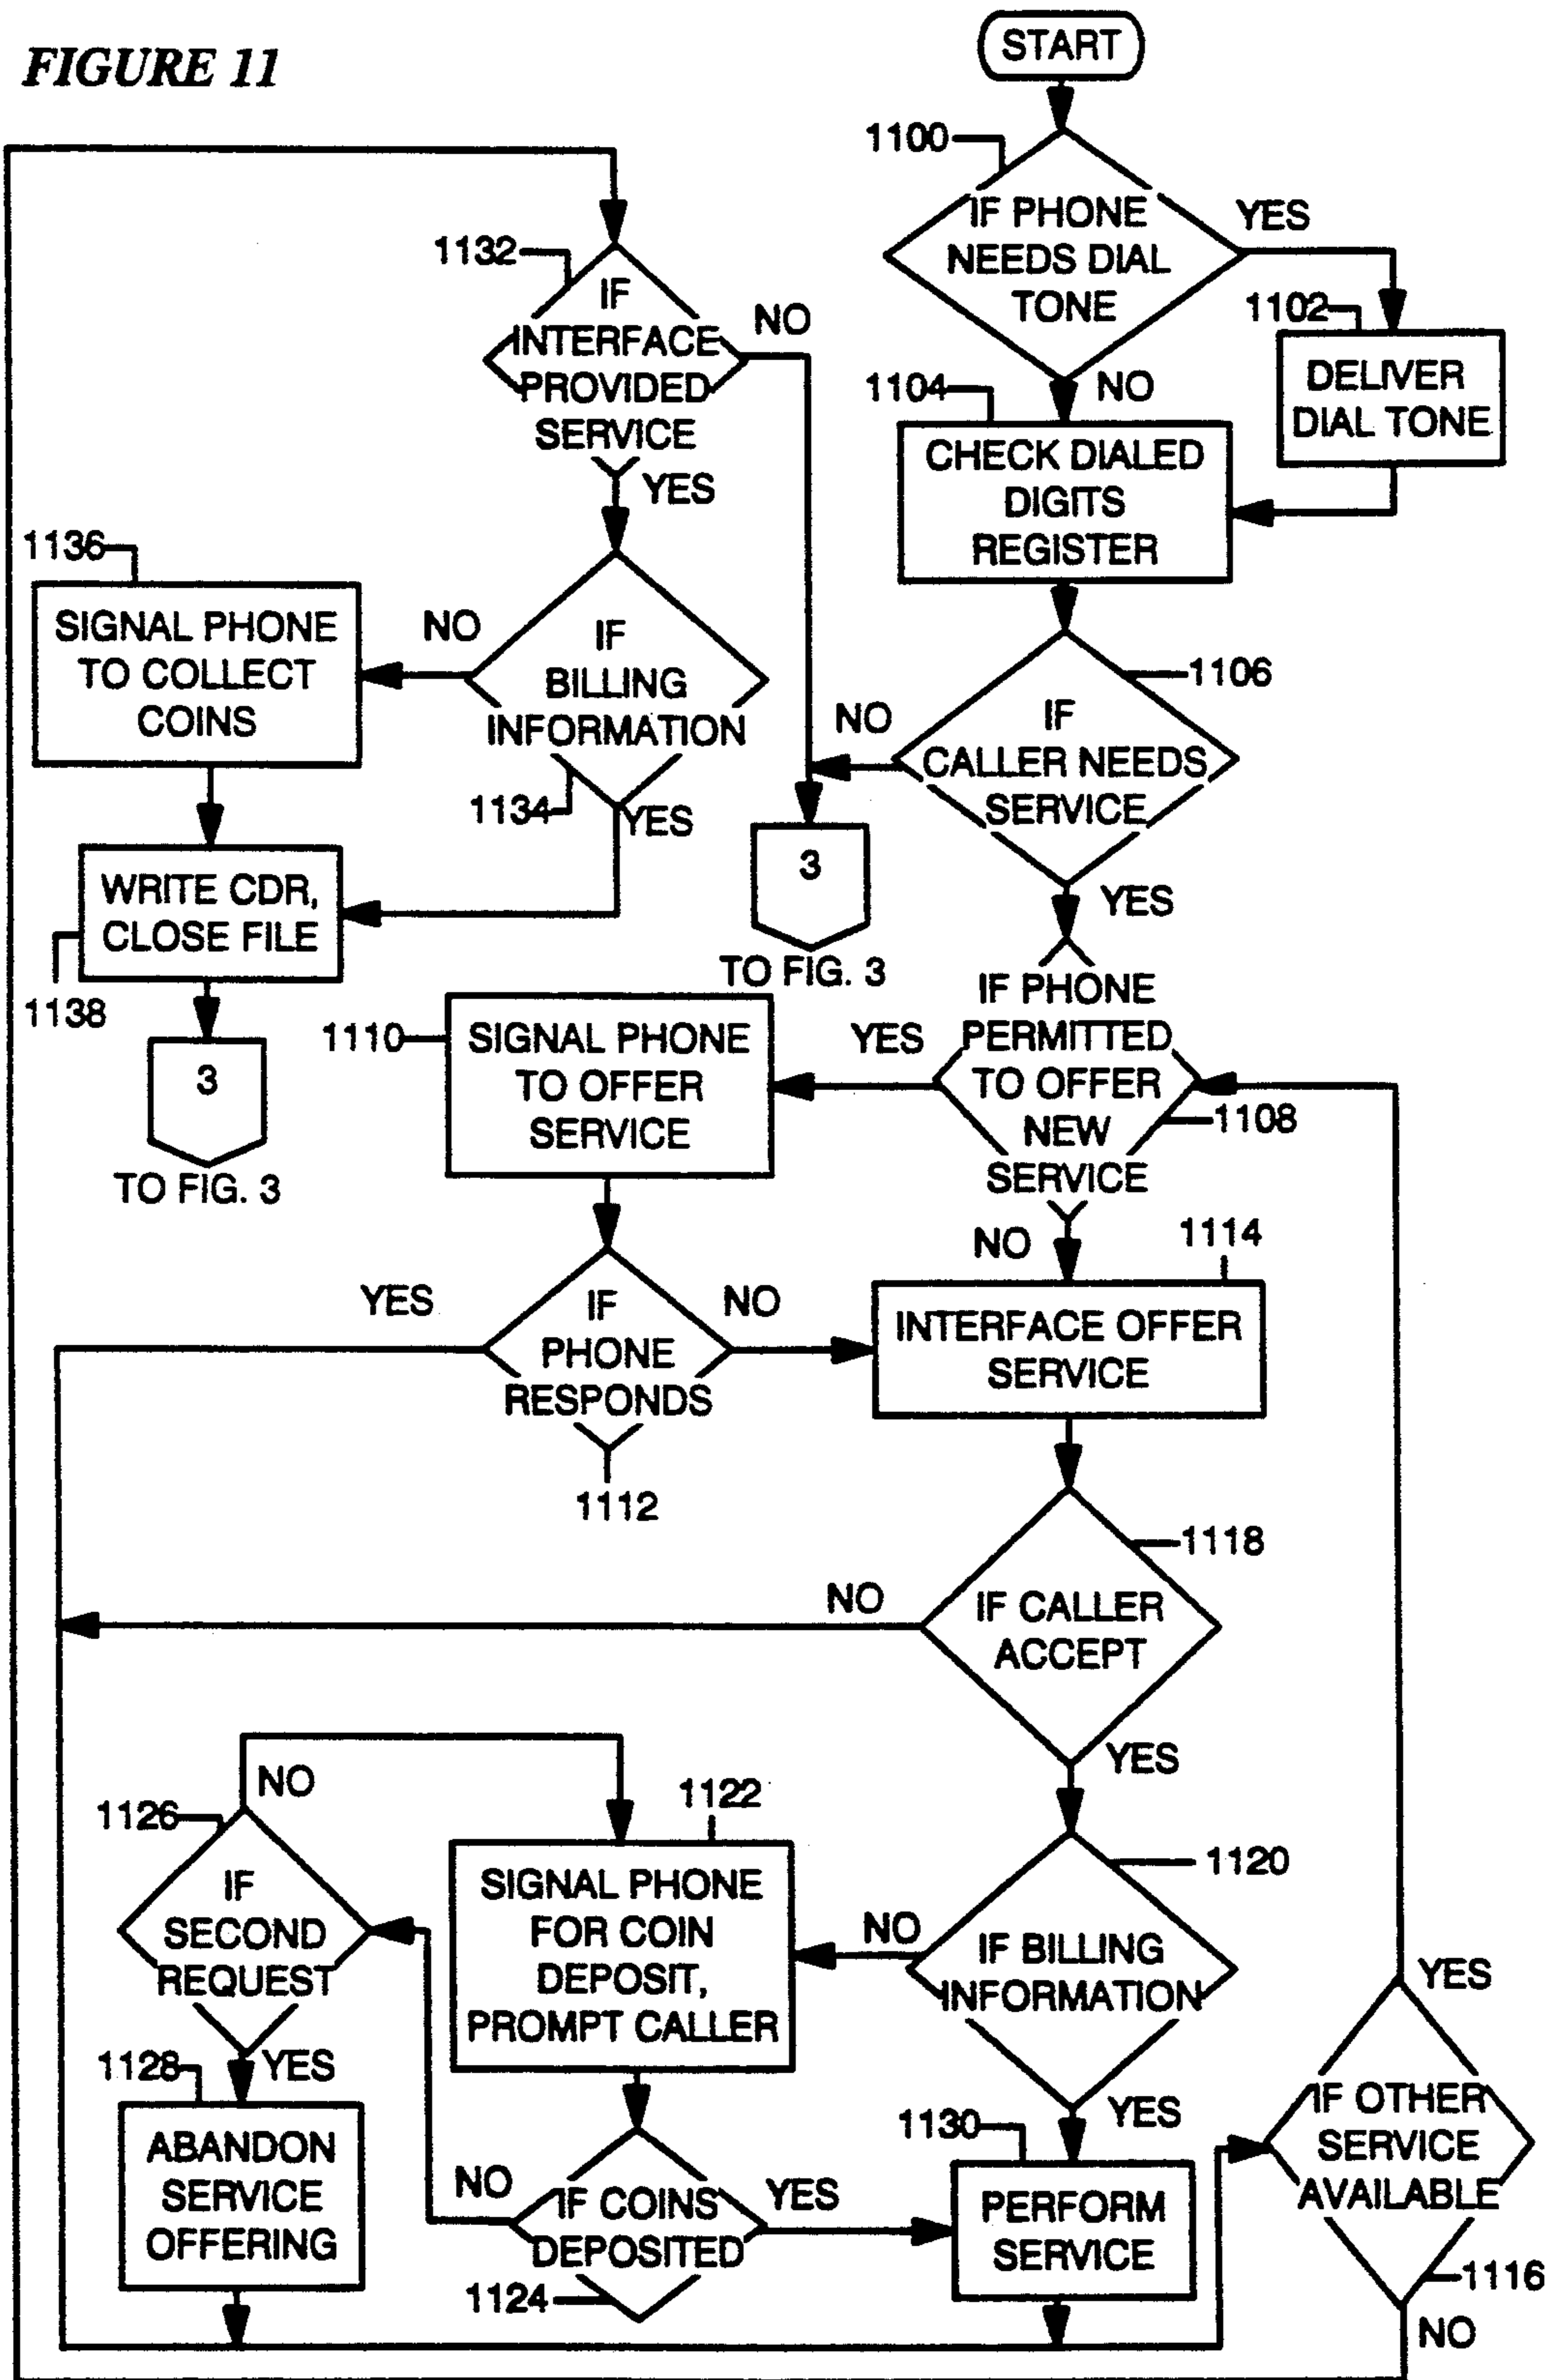 FIGURE 11
START
1100
IF PHONE
NEEDS DIAL
TONE
YES
1102
DELIVER
DIAL TONE
NO
1104
CHECK DIALED
DIGITS
REGISTER
1106
IF
CALLER NEEDS
SERVICE
NO
YES
1132
IF
INTERFACE
PROVIDED
SERVICE
NO
YES
1136
SIGNAL PHONE
TO COLLECT
COINS
NO
IF
BILLING
INFORMATION
1134
YES
WRITE CDR,
CLOSE FILE
1138
3
TO FIG. 3
3
TO FIG. 3
1110
SIGNAL PHONE
TO OFFER
SERVICE
YES
IF PHONE
PERMITTED
TO OFFER
NEW
SERVICE
1108
NO
1114
YES
IF
PHONE
RESPONDS
NO
1112
INTERFACE OFFER
SERVICE
1118
NO
IF CALLER
ACCEPT
YES
NO
1126
IF
SECOND
REQUEST
1122
SIGNAL PHONE
FOR COIN
DEPOSIT,
PROMPT CALLER
NO
1120
IF BILLING
INFORMATION
YES
1128
YES
ABANDON
SERVICE
OFFERING
NO
IF COINS
DEPOSITED
YES
1124
1130
PERFORM
SERVICE
YES
IF OTHER
SERVICE
AVAILABLE
1116
NO